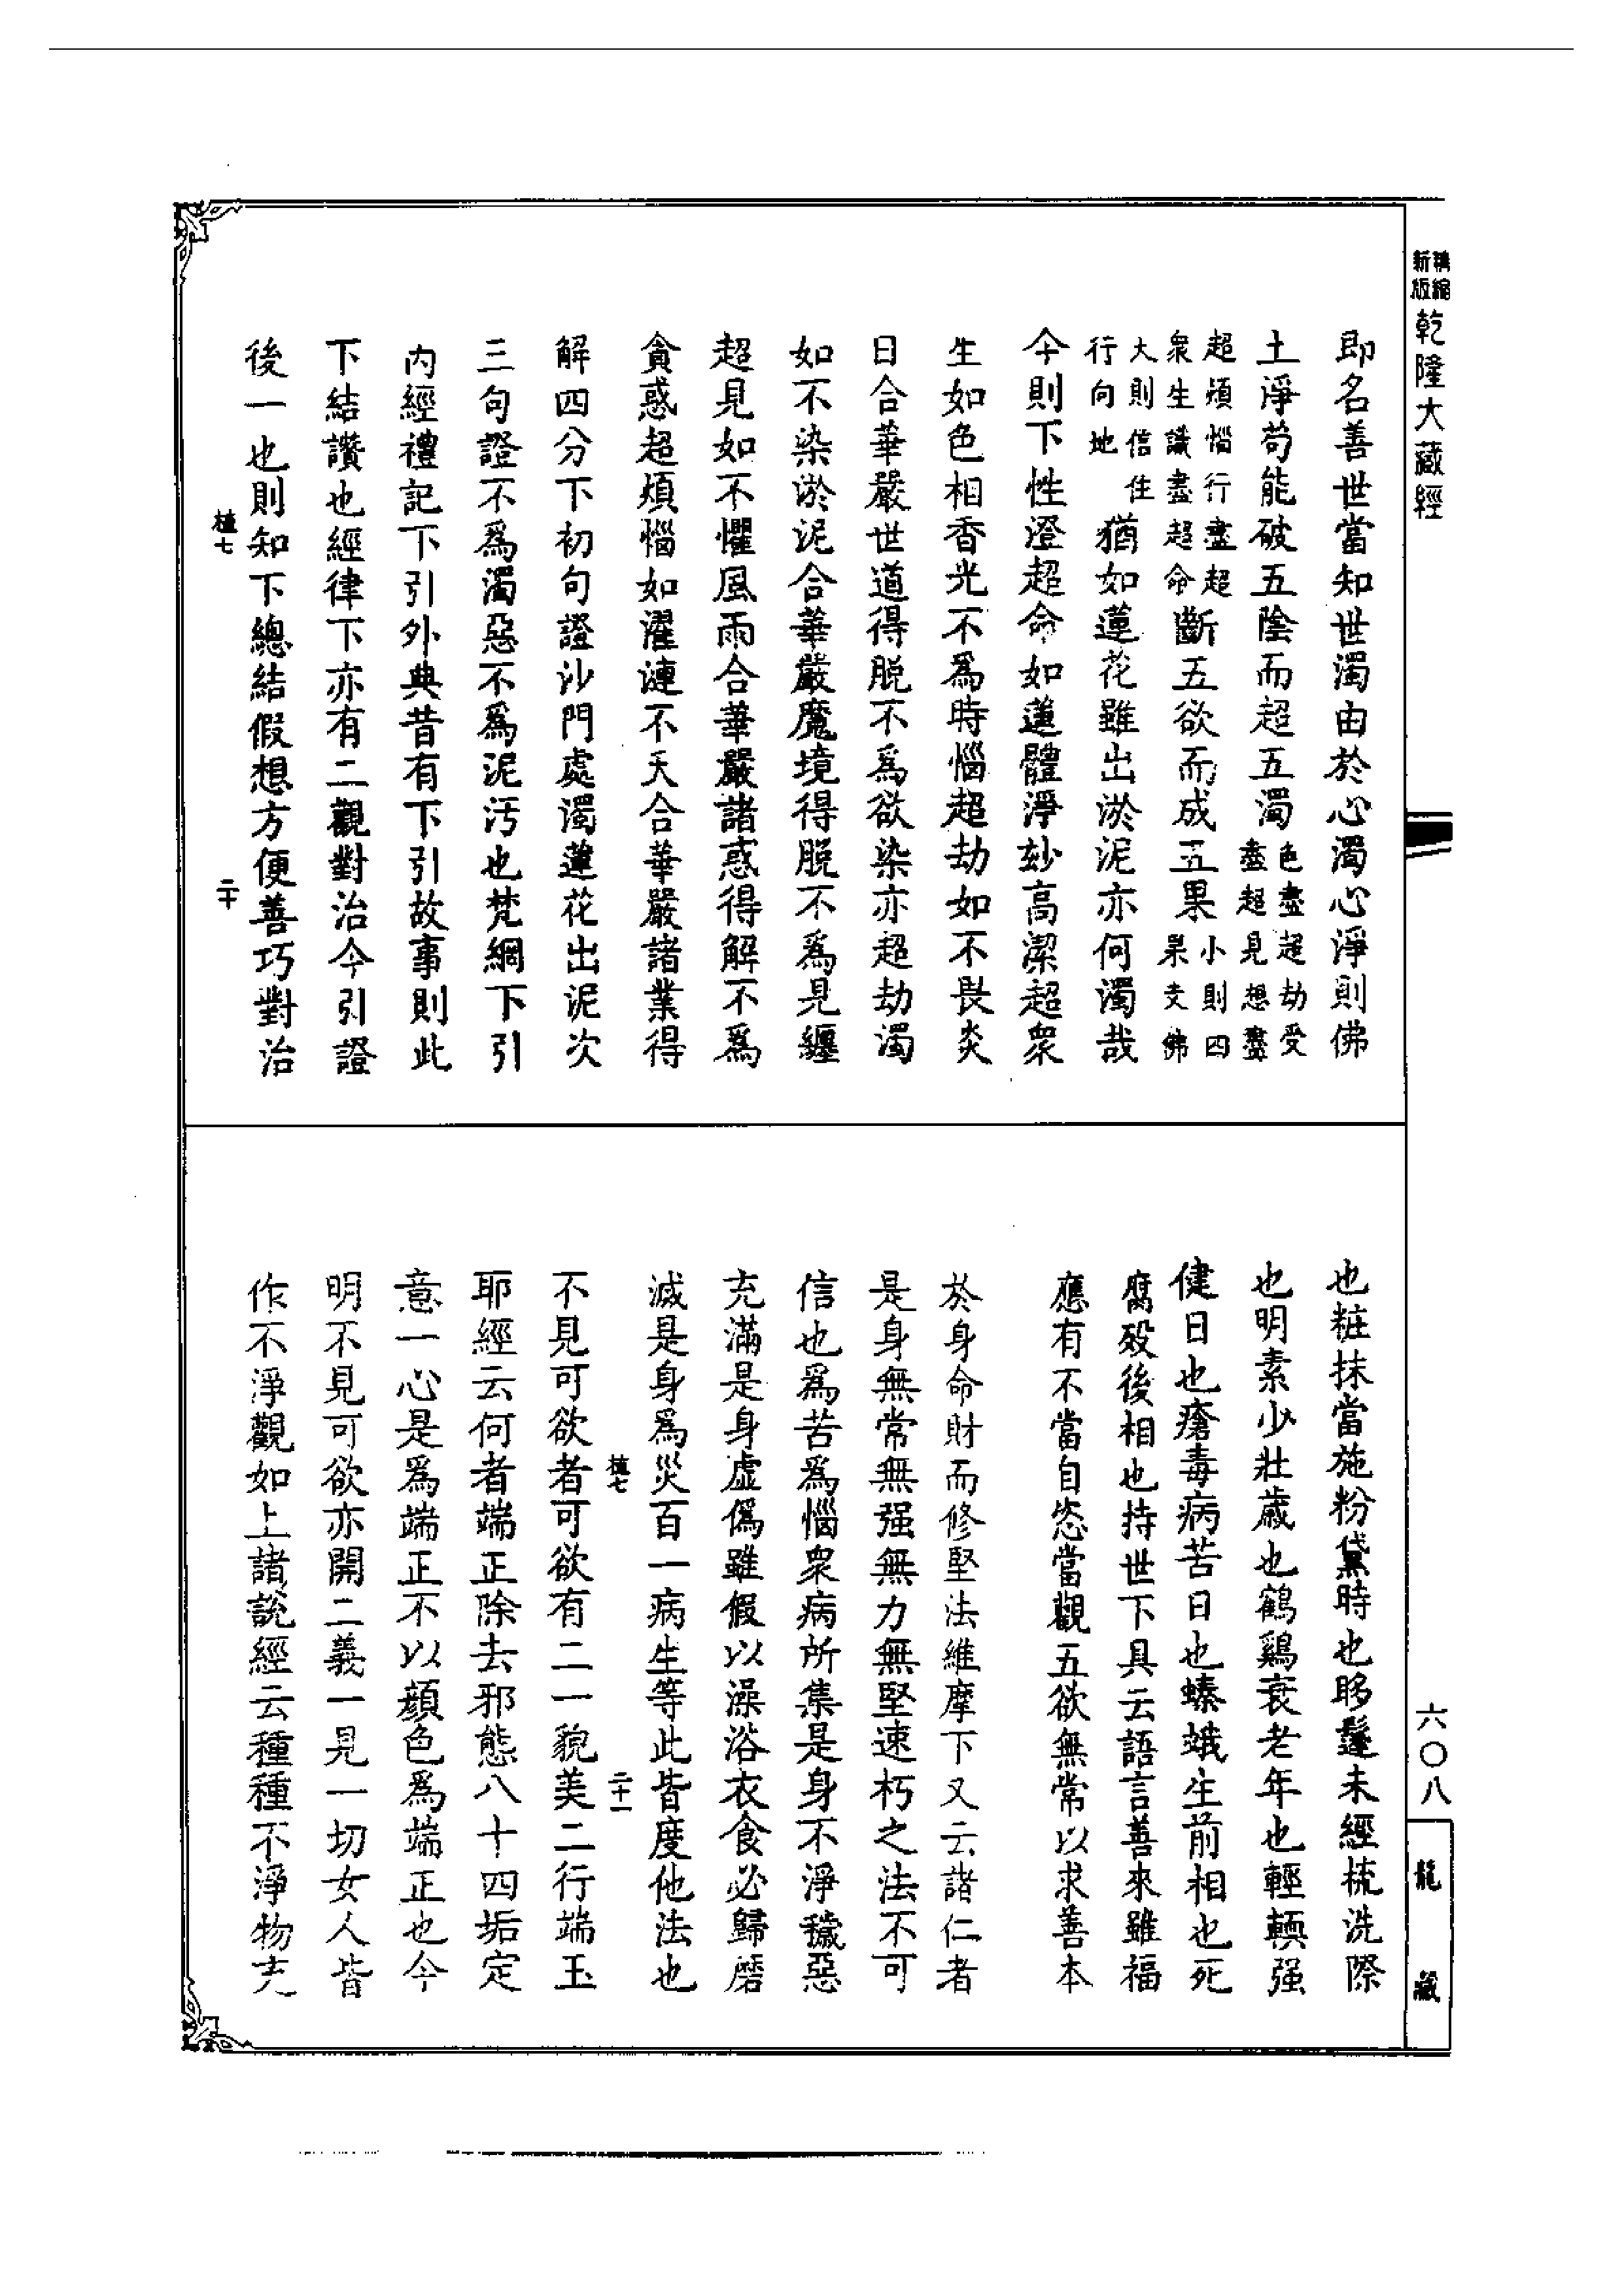 精縮新版乾隆大藏經
六〇八
龍藏
即名善世當知世濁由於心濁心淨則佛
土淨苟能破五陰而超五濁色盡超劫受盡超見想盡
超煩惱行盡超衆生識盡超命斷五欲而成五果小則四果支佛
大則信住行向地猶如蓮花雖出淤泥亦何濁哉
今則下性澄超命如蓮體淨玅高潔超衆
生如色相香光不爲時惱超劫如不畏炎
日合華嚴世道得脱不爲欲染亦超劫濁
如不染淤泥合華嚴魔境得脱不爲見纏
超見如不懼風雨合華嚴諸惑得解不爲
貪惑超煩惱如濯漣不夭合華嚴諸業得
解四分下初句證沙門處濁蓮花出泥次
三句證不爲濁惡不爲泥汚也梵網下引
內經禮記下引外典昔有下引故事則此
下結讚也經律下亦有二觀對治今引證
後一也則知下總結假想方便善巧對治
植七
二十
也粧抹當施粉黛時也眵鬔未經梳洗際
也明素少壯歲也鶴鷄衰老年也輕輭强
健日也瘡毒病苦日也螓蛾生前相也死
腐殁後相也持世下具云語言善來雖福
應有不當自恣當觀五欲無常以求善本
於身命財而修堅法維摩下又云諸仁者
是身無常無强無力無堅速朽之法不可
信也爲苦爲惱衆病所集是身不淨穢惡
充滿是身虛僞雖假以澡浴衣食必歸磨
滅是身爲災百一病生等此皆度他法也
植七
二十一
不見可欲者可欲有二一貌美二行端玉
耶經云何者端正除去邪態八十四垢定
意一心是爲端正不以顔色爲端正也今
明不見可欲亦開二義一見一切女人皆
作不淨觀如上諸說經云種種不淨物充